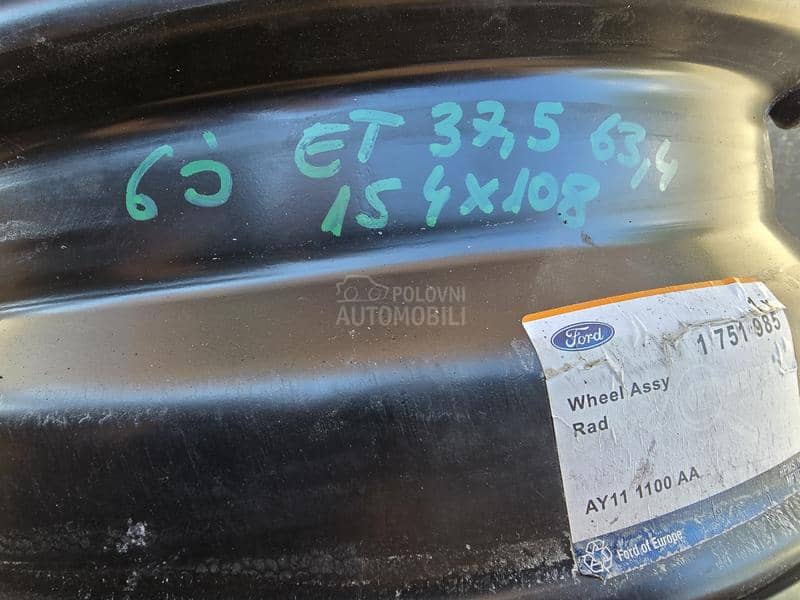 6J ET 37,5 63,4
15 4x108
POLOVNI
AUTOMOBILI
Ford
1 751 985
Wheel Assy
Rad
AY11 1100 AA
Ford of Europe